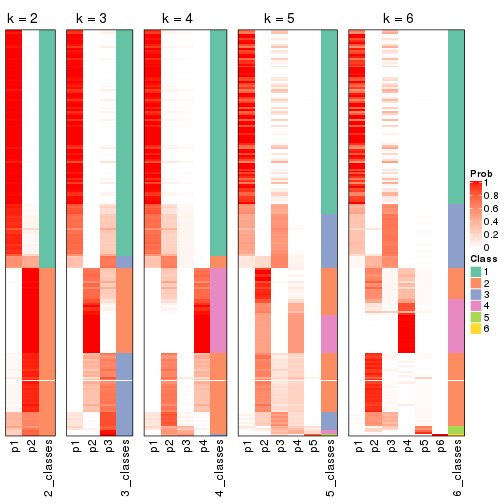 k = 2
k = 3
k = 4
k = 5
k = 6
Prob
1
0.8
0.6
0.4
0.2
0
Class
1
2
3
4
5
6
p1
p2
2_classes
p1
p2
p3
3_classes
p1
p2
p3
p4
4_classes
p1
p2
p3
p4
p5
5_classes
p1
p2
p3
p4
p5
p6
6_classes